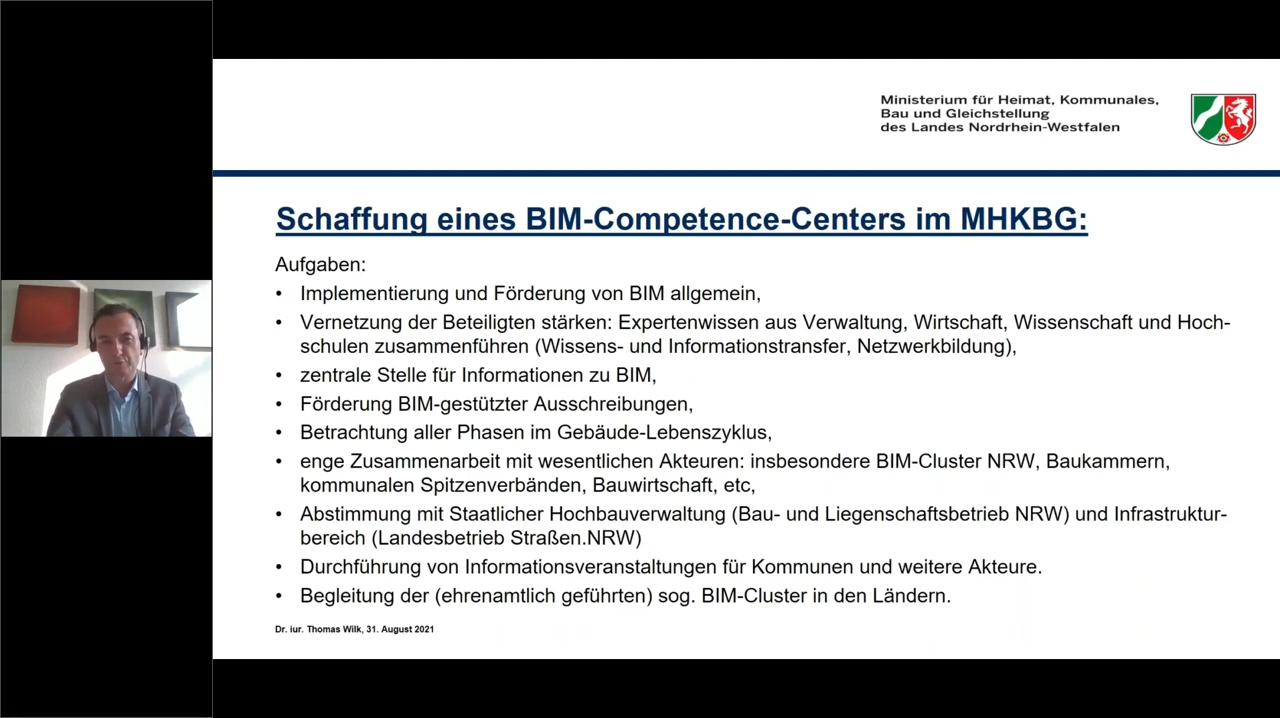 Ministerium für Heimat, Kommunales,
Bau und Gleichstellung
des Landes Nordrhein-Westfalen
Schaffung eines BIM-Competence-Centers im MHKBG:
Aufgaben:
• Implementierung und Förderung von BIM allgemein,
• Vernetzung der Beteiligten stärken: Expertenwissen aus Verwaltung, Wirtschaft, Wissenschaft und Hoch-
schulen zusammenführen (Wissens- und Informationstransfer, Netzwerkbildung),
• zentrale Stelle für Informationen zu BIM,
• Förderung BIM-gestützter Ausschreibungen,
• Betrachtung aller Phasen im Gebäude-Lebenszyklus,
• enge Zusammenarbeit mit wesentlichen Akteuren: insbesondere BIM-Cluster NRW, Baukammern,
kommunalen Spitzenverbänden, Bauwirtschaft, etc,
• Abstimmung mit Staatlicher Hochbauverwaltung (Bau- und Liegenschaftsbetrieb NRW) und Infrastruktur-
bereich (Landesbetrieb Straßen.NRW)
• Durchführung von Informationsveranstaltungen für Kommunen und weitere Akteure.
• Begleitung der (ehrenamtlich geführten) sog. BIM-Cluster in den Ländern.
Dr. iur. Thomas Wilk, 31. August 2021